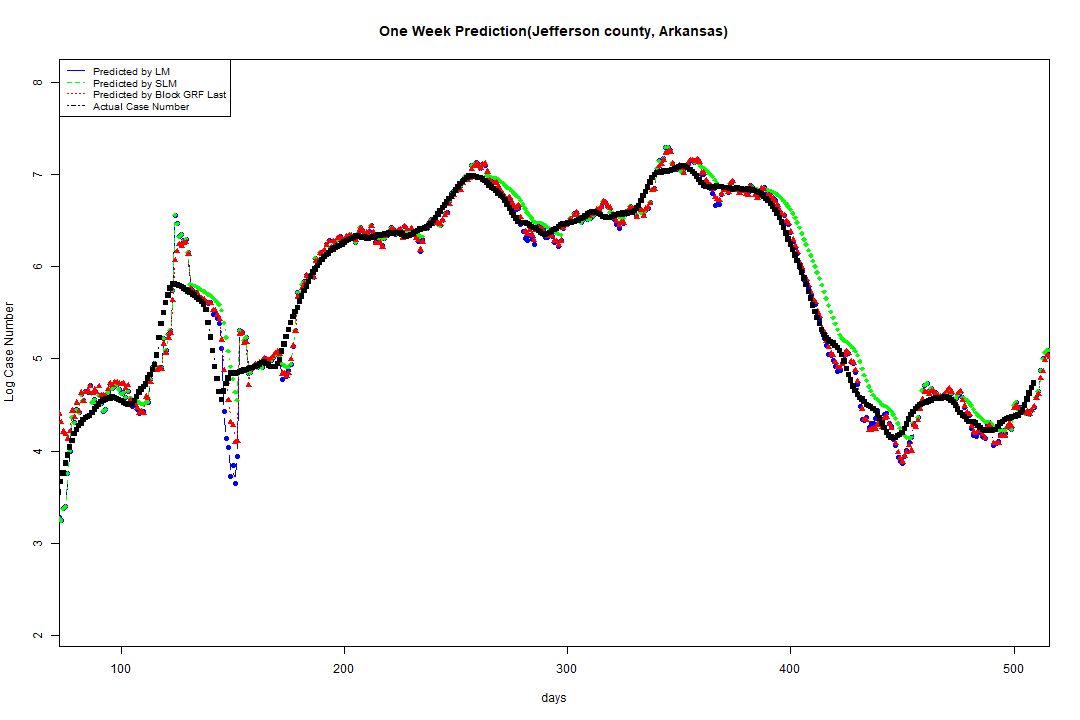 One Week Prediction(Jefferson county, Arkansas)
Predicted by LM
Predicted by SLM
Predicted by Block GRF Last
Actual Case Number
8
7
6
5
4
3
2
Log Case Number
100 200 300 400 500
days